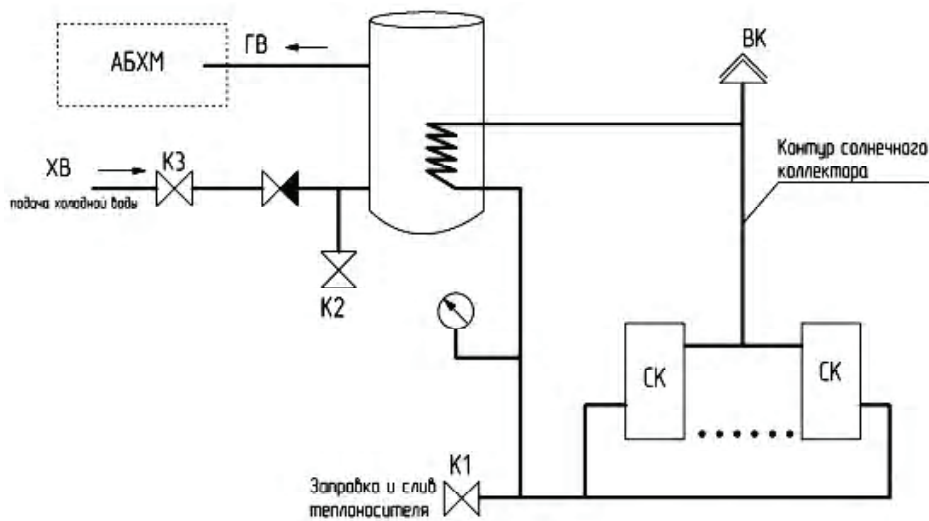 АБХМ
ГВ
ВК
ХВ
К3
подача холодной воды
К2
Контур солнечного
коллектора
СК
СК
К1
Заправка и слив
теплоносителя